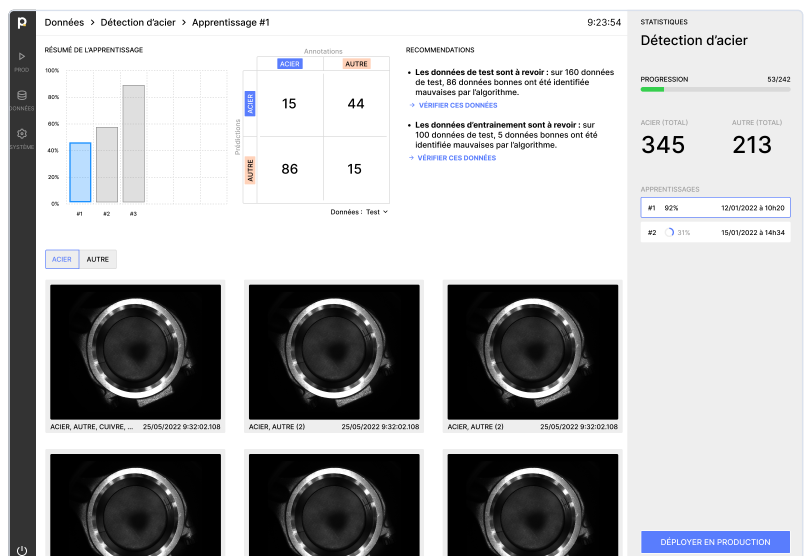 p
Données > Détection d'acier > Apprentissage #1
9:23:54
PROD
DONNÉES
SYSTÈME
RÉSUMÉ DE L'APPRENTISSAGE
100%
80%
60%
40%
20%
0%
#1 #2 #3
Annotations
ACIER AUTRE
Prédictions
ACIER
15 44
AUTRE
86 15
Données : Test
RECOMMENDATIONS
• Les données de test sont à revoir : sur 160 données
de test, 86 données bonnes ont été identifiée
mauvaises par l'algorithme.
→ VÉRIFIER CES DONNÉES
• Les données d'entrainement sont à revoir : sur
100 données de test, 5 données bonnes ont été
identifiée mauvaises par l'algorithme.
→ VÉRIFIER CES DONNÉES
ACIER AUTRE
ACIER, AUTRE, CUIVRE, ... 25/05/2022 9:32:02.108
ACIER, AUTRE (2) 25/05/2022 9:32:02.108
ACIER, AUTRE (2) 25/05/2022 9:32:02.108
STATISTIQUES
Détection d'acier
PROGRESSION 53/242
ACIER (TOTAL) AUTRE (TOTAL)
345 213
APPRENTISSAGES
#1 92% 12/01/2022 à 10h20
#2 31% 15/01/2022 à 14h34
DÉPLOYER EN PRODUCTION